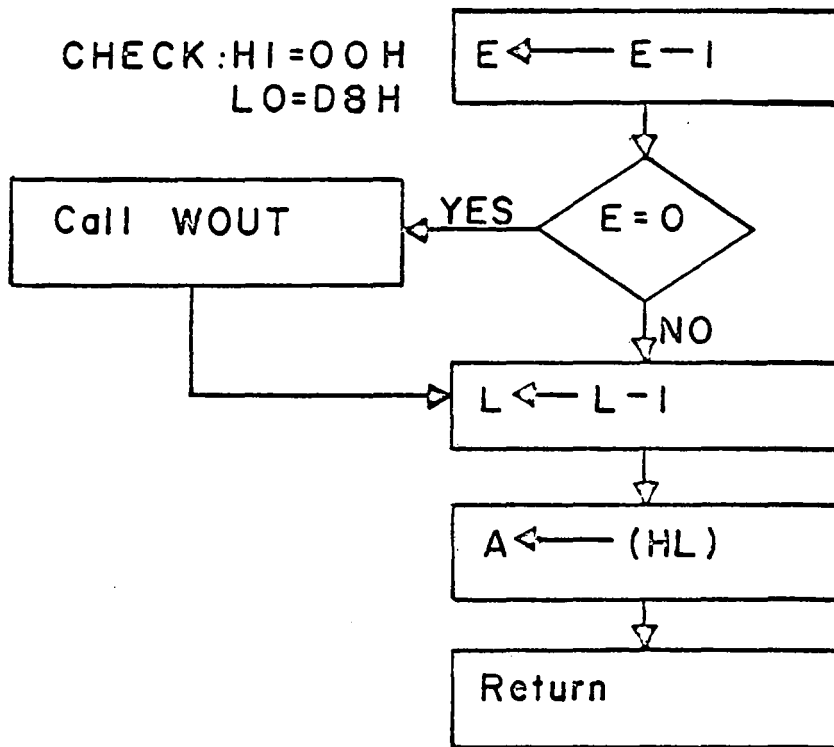 CHECK:HI=00H
LO=D8H
E ← E-1
E=0
YES
Call WOUT
NO
L ← L-1
A ← (HL)
Return